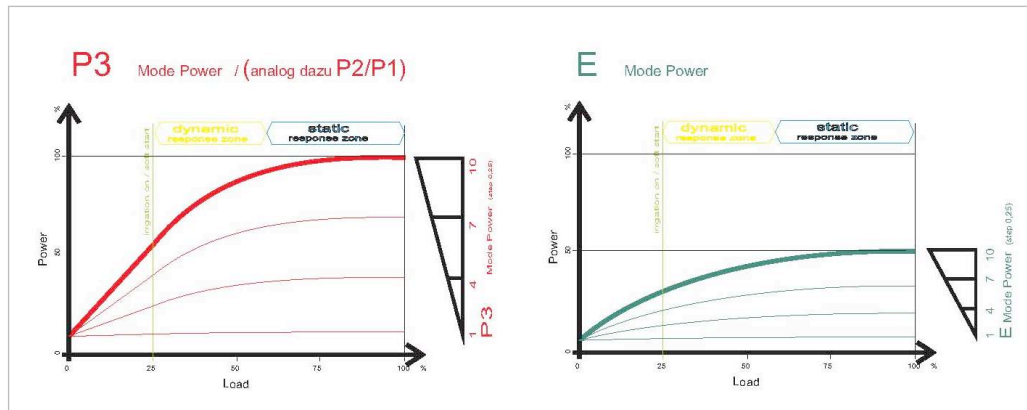 P3 Mode Power / (analog dazu P2/P1)
%
100
50
0
Power
irrigation on / soft start
dynamic
response zone
static
response zone
0
25
50
75
100
%
Load
10
7
4
1
P3 Mode Power (step 0,25)
E Mode Power
%
100
50
0
Power
irrigation on / soft start
dynamic
response zone
static
response zone
0
25
50
75
100
%
Load
10
7
4
1
E Mode Power (step 0,25)